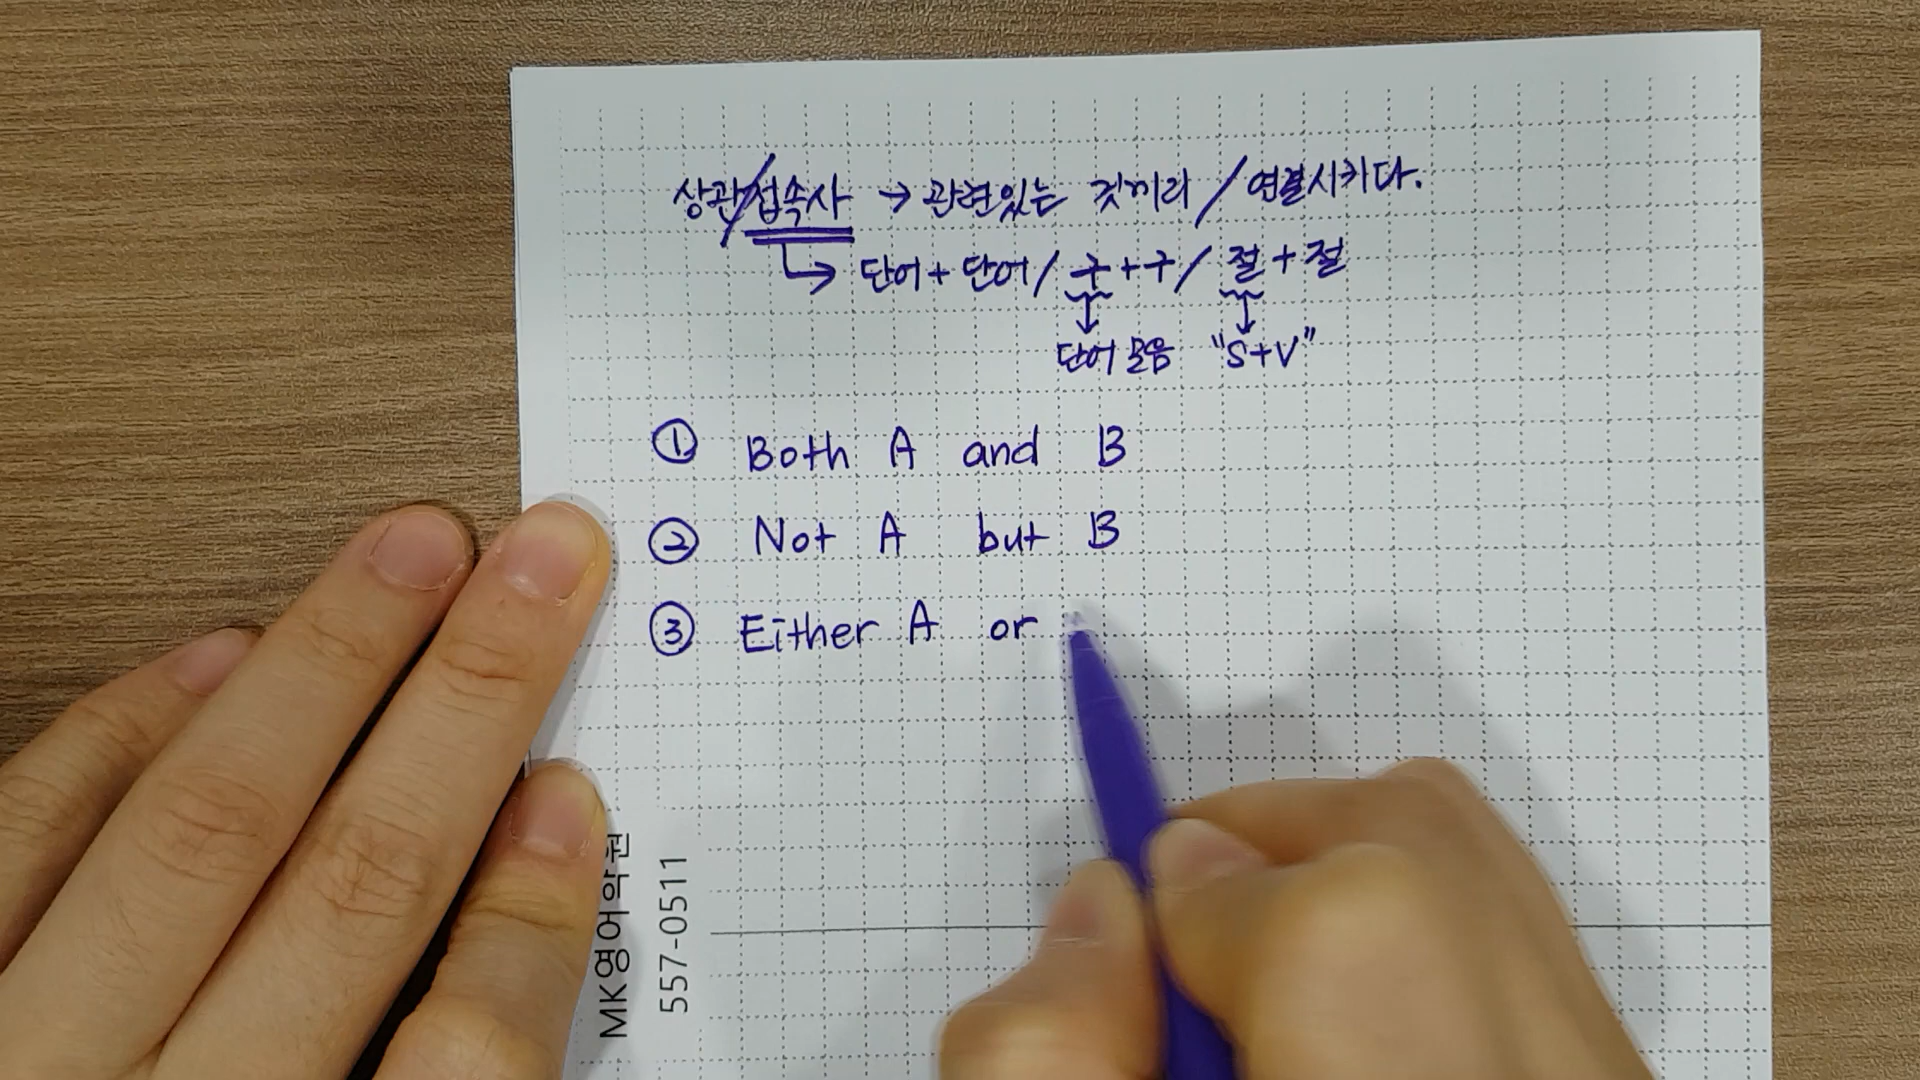 상관/접속사 → 관련있는 것끼리 / 연결시키다.
↳ 단어 + 단어 / 구 + 구 / 절 + 절
↓ ↓
단어 모음 "S+V"
① Both A and B
② Not A but B
③ Either A or
MK영어학원
557-0511